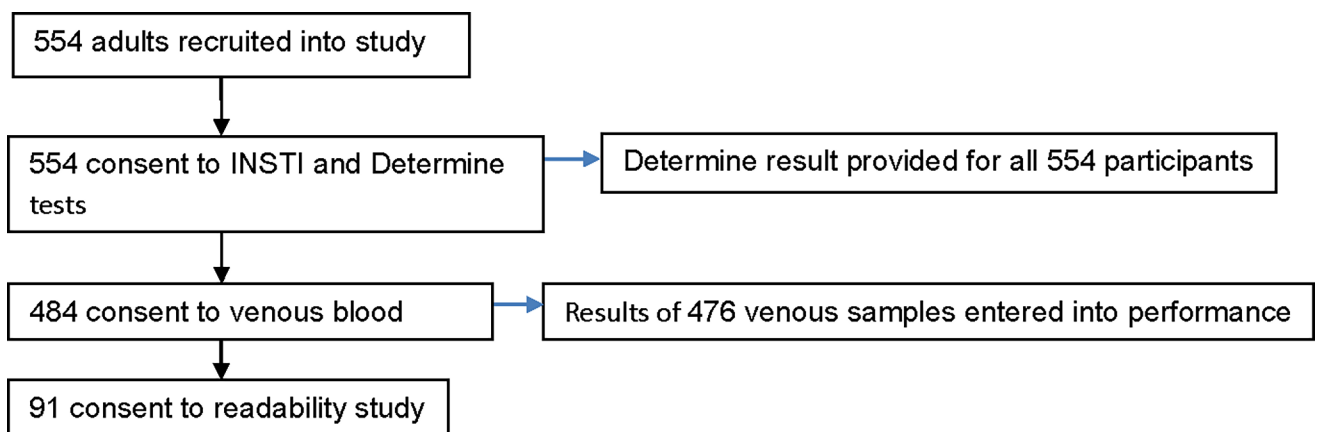 554 adults recruited into study
554 consent to INSTI and Determine
tests
Determine result provided for all 554 participants
484 consent to venous blood
Results of 476 venous samples entered into performance
91 consent to readability study